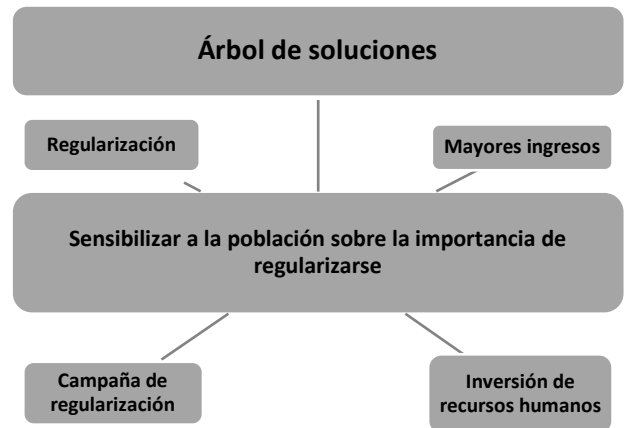 Árbol de soluciones
Regularización
Mayores ingresos
Sensibilizar a la población sobre la importancia de
regularizarse
Campaña de
regularización
Inversión de
recursos humanos